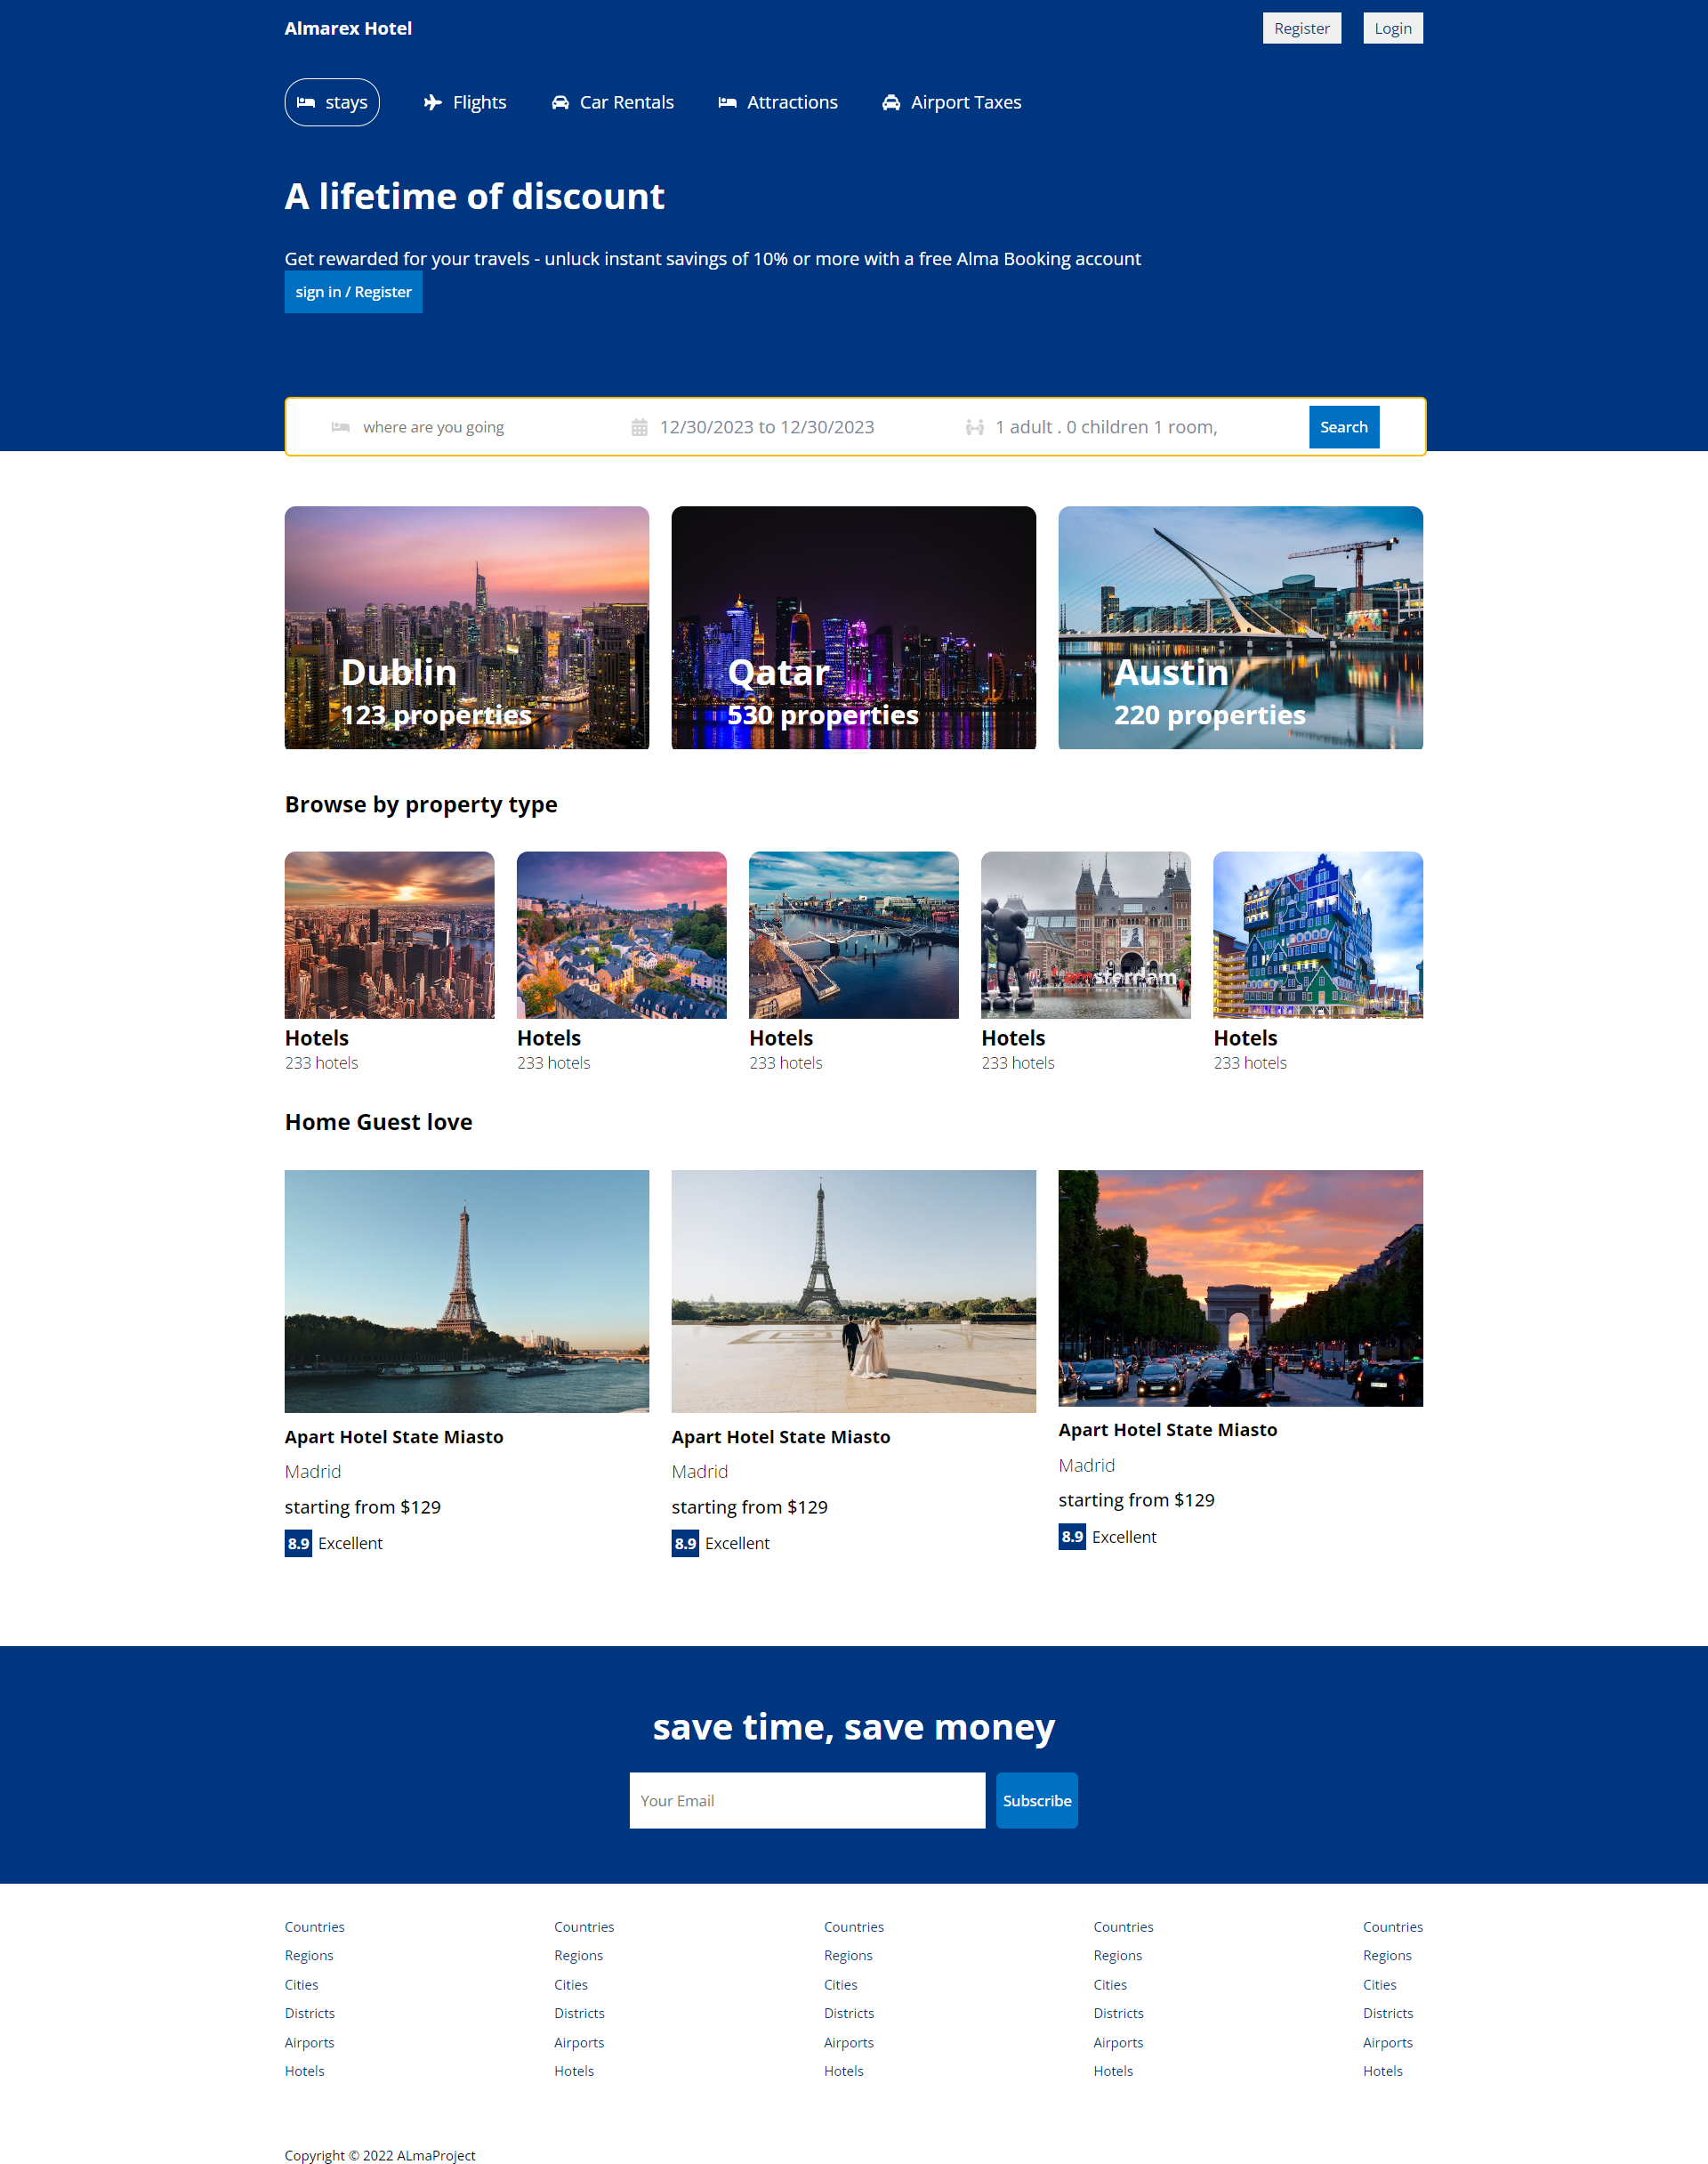 Almarex Hotel
Register
Login
stays
Flights
Car Rentals
Attractions
Airport Taxes
A lifetime of discount
Get rewarded for your travels - unluck instant savings of 10% or more with a free Alma Booking account
sign in / Register
where are you going
12/30/2023 to 12/30/2023
1 adult . 0 children 1 room,
Search
Dublin
123 properties
Qatar
530 properties
Austin
220 properties
Browse by property type
amsterdam
Hotels
233 hotels
Hotels
233 hotels
Hotels
233 hotels
Hotels
233 hotels
Hotels
233 hotels
Home Guest love
Apart Hotel State Miasto
Madrid
starting from $129
8.9 Excellent
Apart Hotel State Miasto
Madrid
starting from $129
8.9 Excellent
Apart Hotel State Miasto
Madrid
starting from $129
8.9 Excellent
save time, save money
Your Email
Subscribe
Countries
Regions
Cities
Districts
Airports
Hotels
Countries
Regions
Cities
Districts
Airports
Hotels
Countries
Regions
Cities
Districts
Airports
Hotels
Countries
Regions
Cities
Districts
Airports
Hotels
Countries
Regions
Cities
Districts
Airports
Hotels
Copyright © 2022 ALmaProject